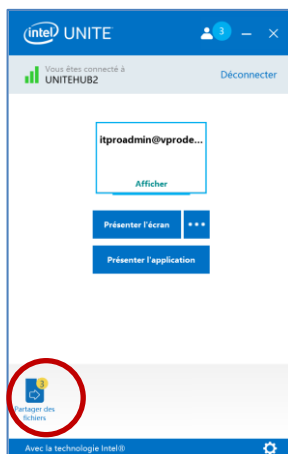 intel UNITE
3
Vous êtes connecté à
UNITEHUB2
Déconnecter
itproadmin@vprode...
Afficher
Présenter l'écran
Présenter l'application
3
Partager des
fichiers
Avec la technologie Intel®